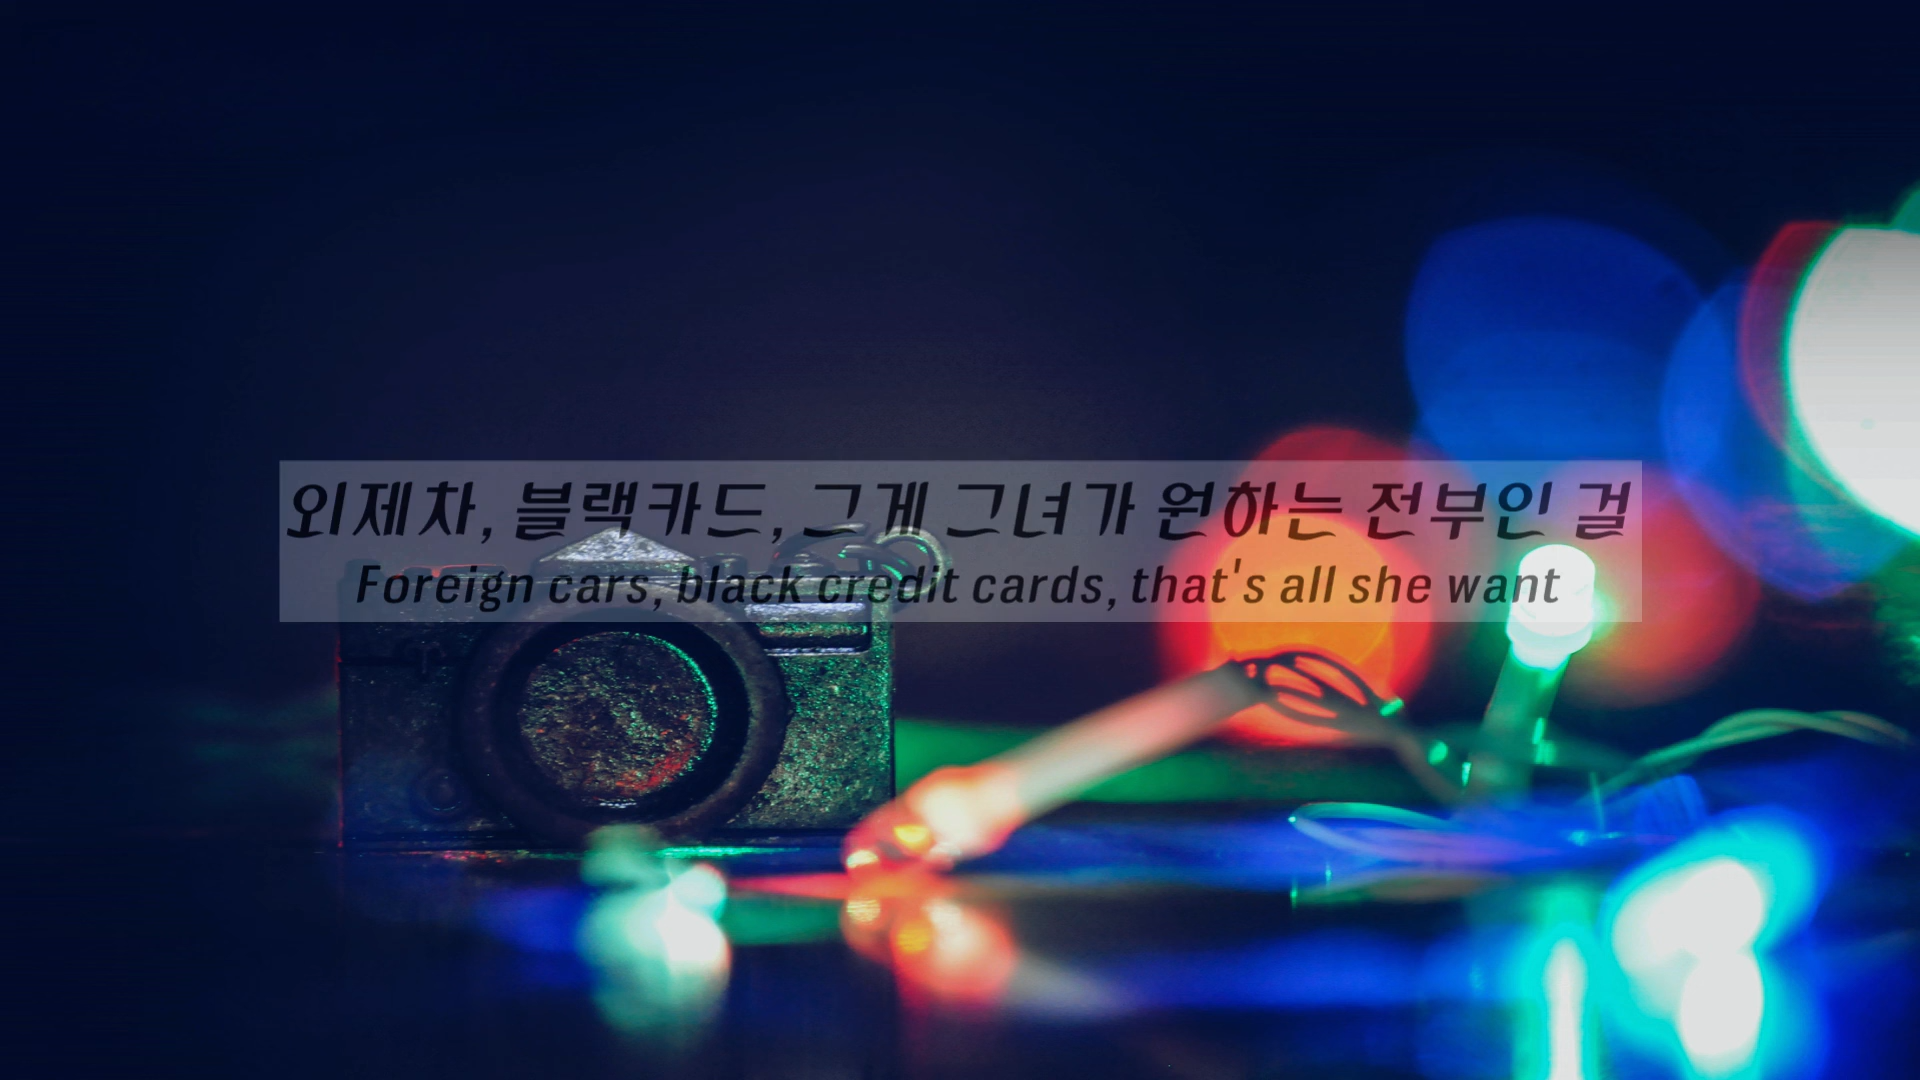 외제차, 블랙카드, 그게 그녀가 원하는 전부인 걸
Foreign cars, black credit cards, that's all she want